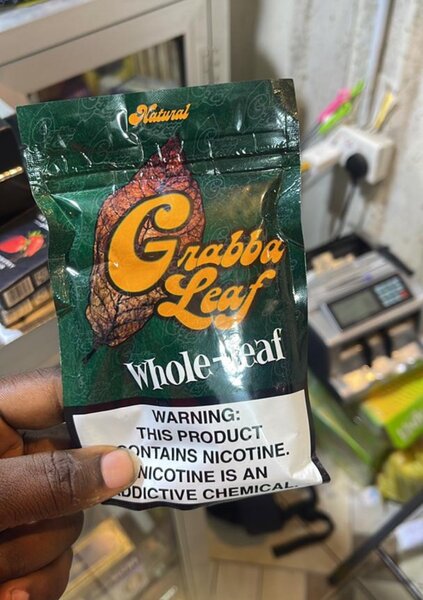 Natural
Grabba
Leaf
Whole-Leaf
WARNING:
THIS PRODUCT
CONTAINS NICOTINE.
NICOTINE IS AN
ADDICTIVE CHEMICAL.